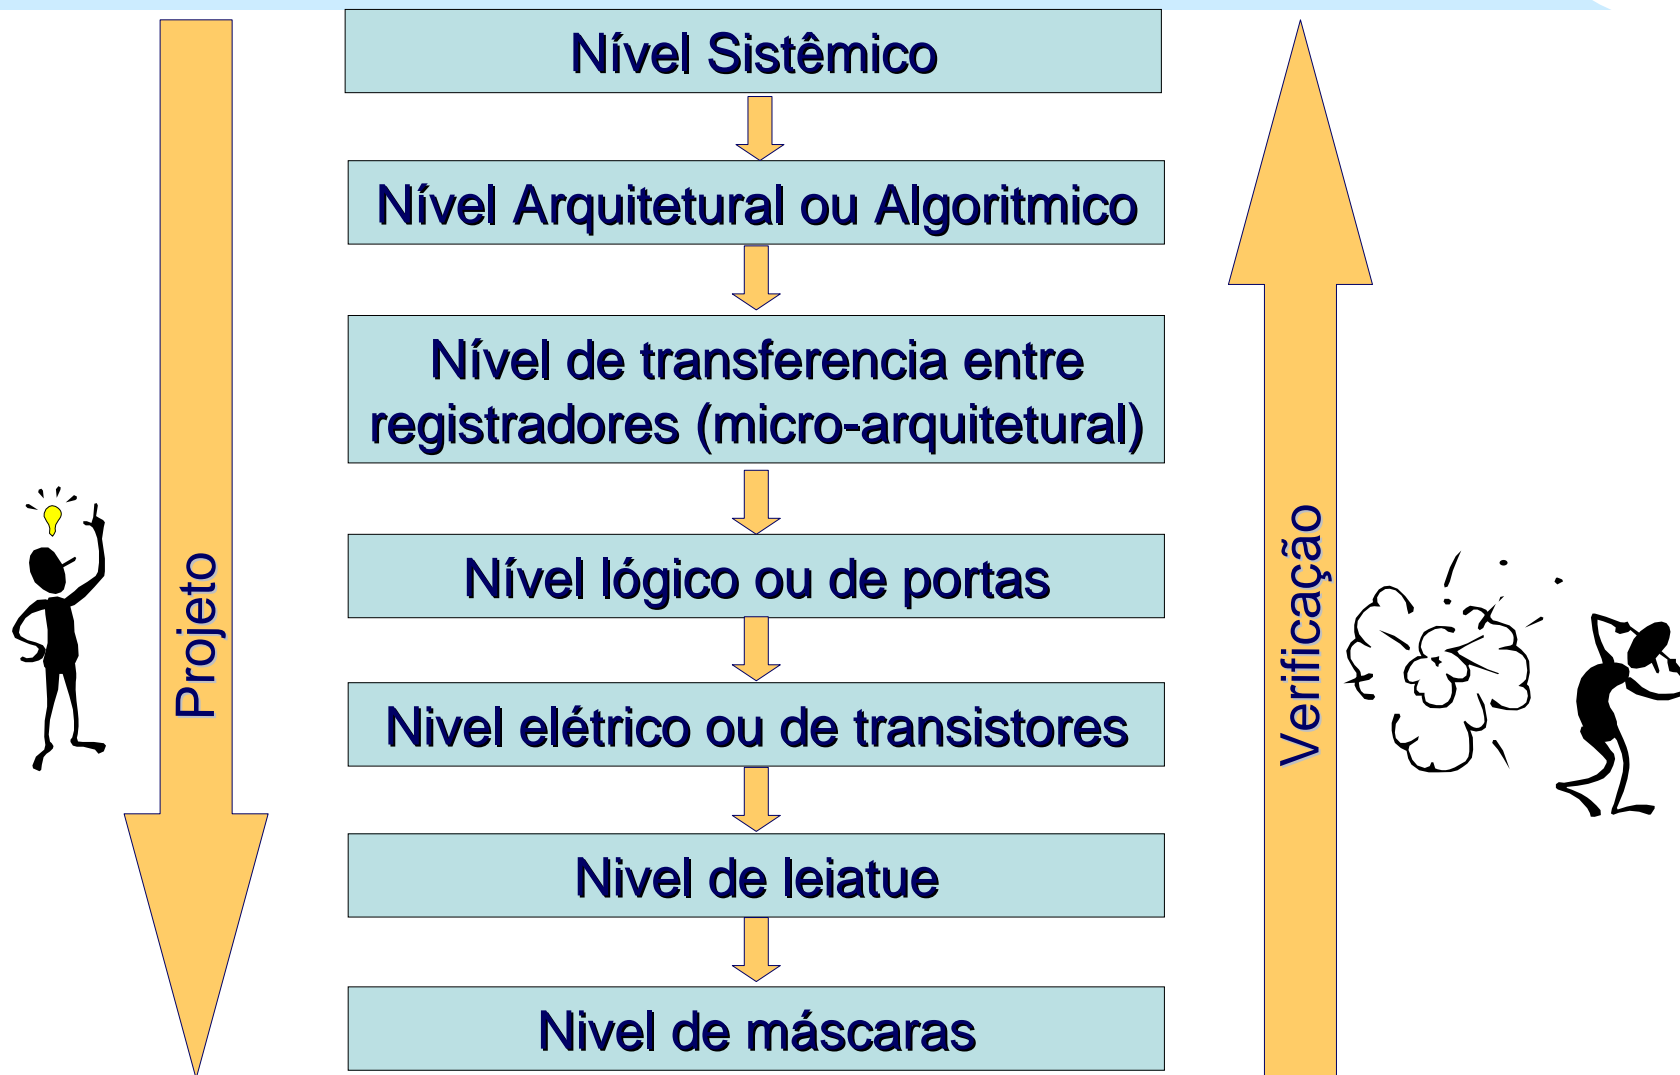 Nível Sistêmico
Nível Arquitetural ou Algoritmico
Nível de transferencia entre
registradores (micro-arquitetural)
Nível lógico ou de portas
Nivel elétrico ou de transistores
Nivel de leiatue
Nivel de máscaras
Projeto
Verificação